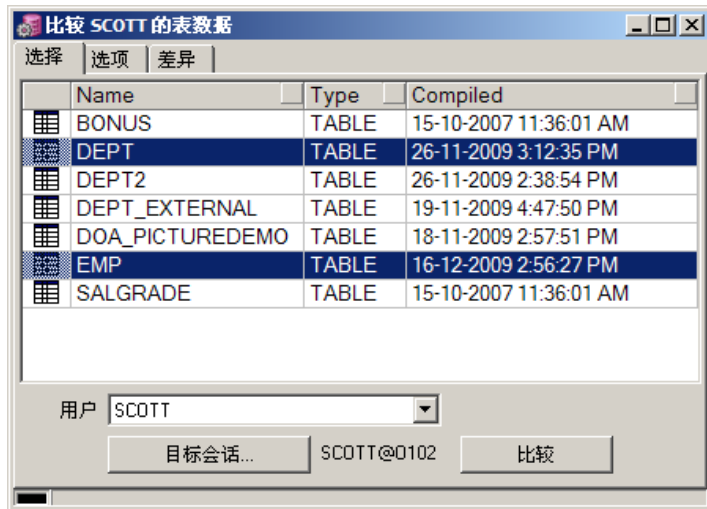 比较 SCOTT 的表数据
选择 选项 差异
Name Type Compiled
BONUS TABLE 15-10-2007 11:36:01 AM
DEPT TABLE 26-11-2009 3:12:35 PM
DEPT2 TABLE 26-11-2009 2:38:54 PM
DEPT_EXTERNAL TABLE 19-11-2009 4:47:50 PM
DOA_PICTUREDEMO TABLE 18-11-2009 2:57:51 PM
EMP TABLE 16-12-2009 2:56:27 PM
SALGRADE TABLE 15-10-2007 11:36:01 AM
用户 SCOTT
目标会话... SCOTT@O102 比较